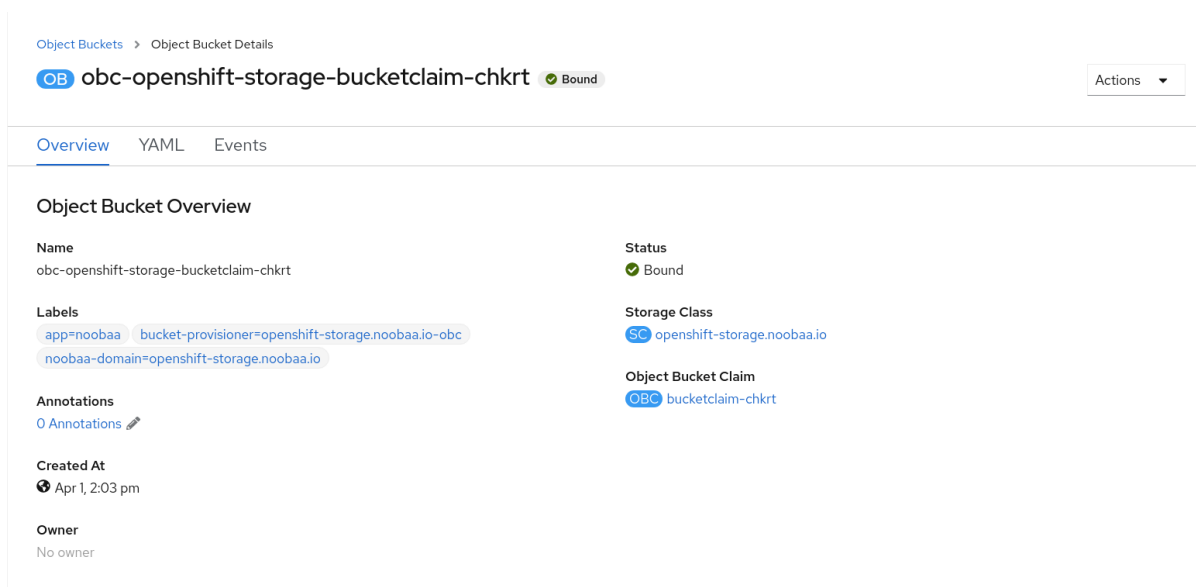 Object Buckets > Object Bucket Details
OB obc-openshift-storage-bucketclaim-chkrt Bound
Actions
Overview YAML Events
Object Bucket Overview
Name
obc-openshift-storage-bucketclaim-chkrt
Labels
app=noobaa bucket-provisioner=openshift-storage.noobaa.io-obc
noobaa-domain=openshift-storage.noobaa.io
Annotations
0 Annotations
Created At
Apr 1, 2:03 pm
Owner
No owner
Status
Bound
Storage Class
SC openshift-storage.noobaa.io
Object Bucket Claim
OBC bucketclaim-chkrt